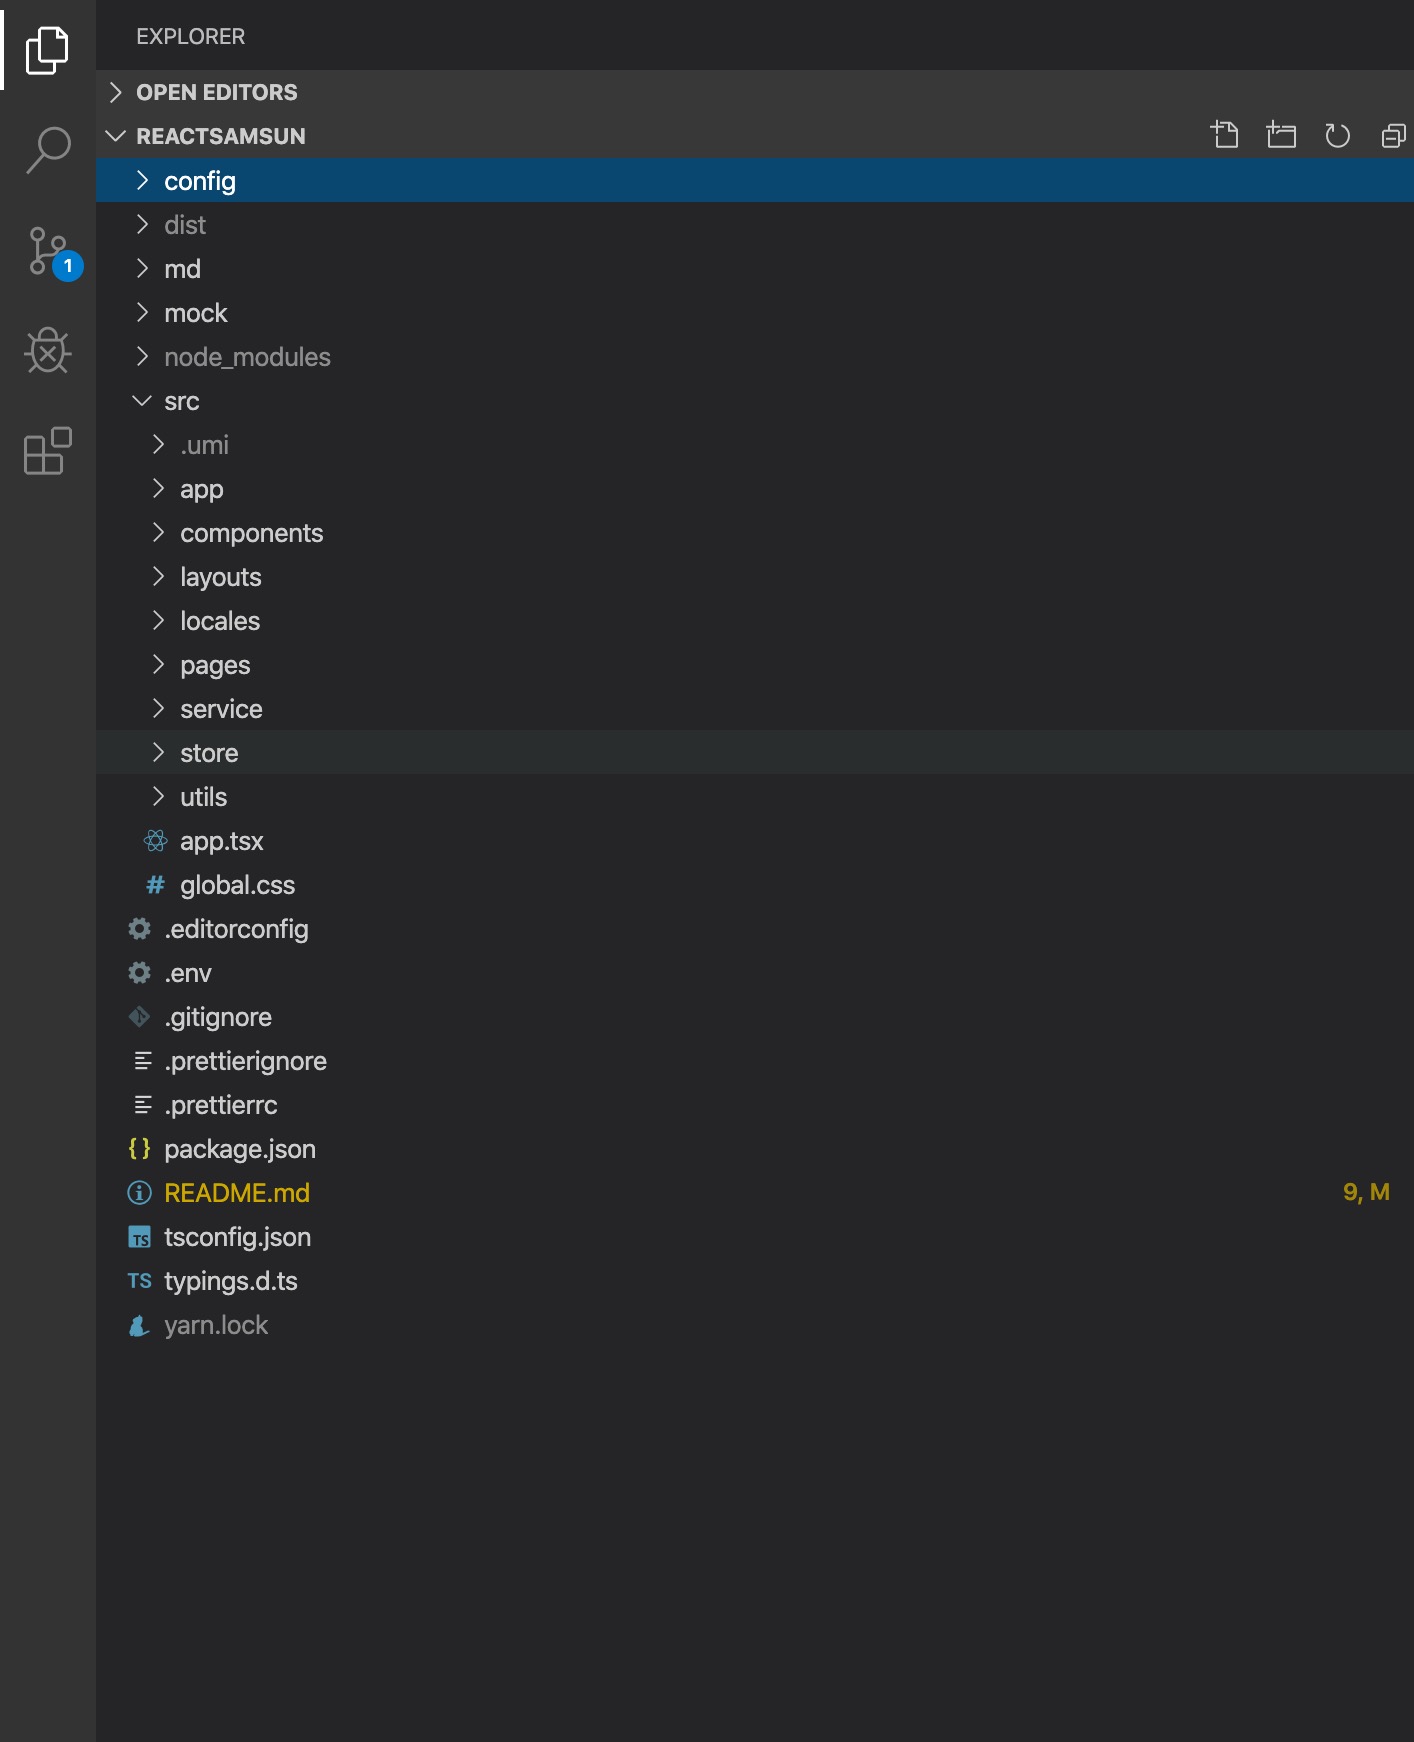 EXPLORER
OPEN EDITORS
REACTSAMSUN
config
dist
1
md
mock
node_modules
src
.umi
app
components
layouts
locales
pages
service
store
utils
app.tsx
# global.css
.editorconfig
.env
.gitignore
.prettierignore
.prettierrc
{} package.json
README.md 9, M
TS tsconfig.json
TS typings.d.ts
yarn.lock